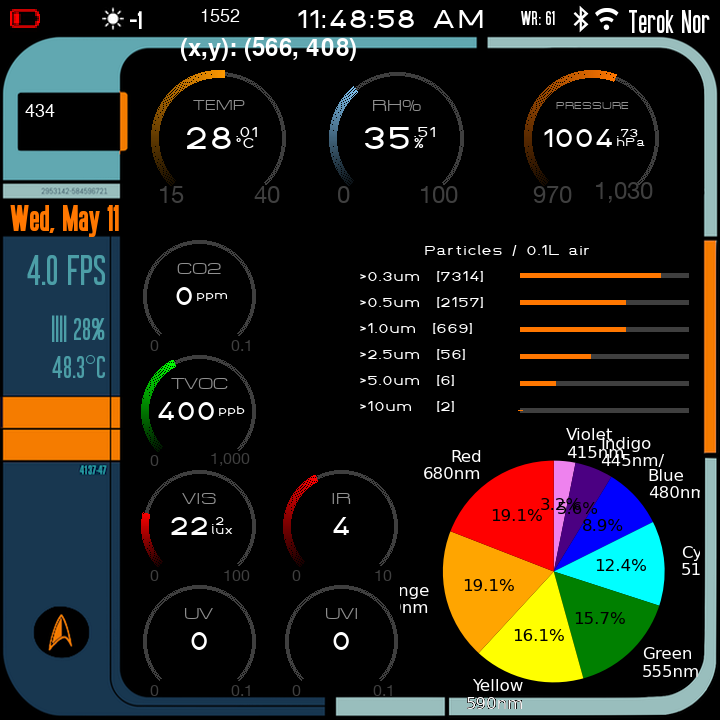 -1 1552 11:48:58 AM WR: 61 Terok Nor
(x,y): (566, 408)
434
2953142-584596721
Wed, May 11
4.0 FPS
28%
48.3°C
4137-47
TEMP
28.01 °C
15 40
RH%
35.51 %
0 100
PRESSURE
1004.73 hPa
970 1,030
CO2
0 ppm
0 0.1
TVOC
400 ppb
0 1,000
VIS
22.2 lux
0 100
IR
4
0 10
UV
0
0 0.1
UVI
0
0 0.1
Particles / 0.1L air
>0.3um [7314]
>0.5um [2157]
>1.0um [669]
>2.5um [56]
>5.0um [6]
>10um [2]
Violet
415nm
Indigo
445nm/
Blue
480nm
Cy
51
Green
555nm
Yellow
590nm
nge
nm
Red
680nm
3.2%
5.6%
8.9%
12.4%
15.7%
16.1%
19.1%
19.1%